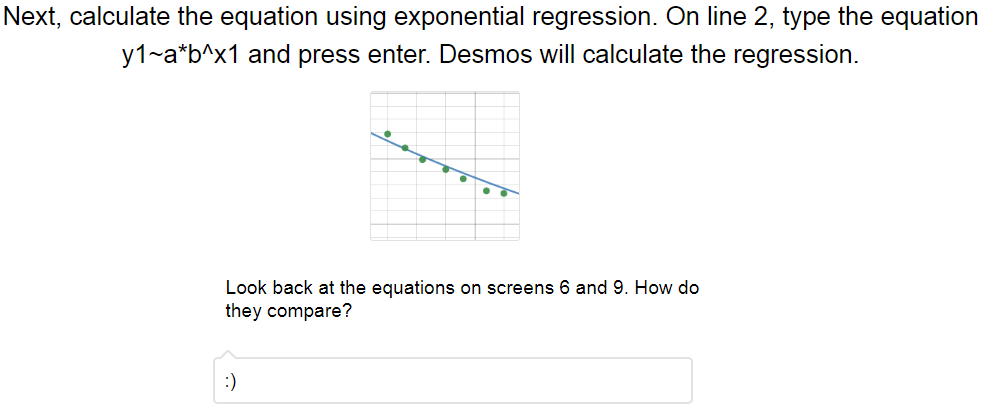 Next, calculate the equation using exponential regression. On line 2, type the equation
y1~a*b^x1 and press enter. Desmos will calculate the regression.
Look back at the equations on screens 6 and 9. How do
they compare?
:)